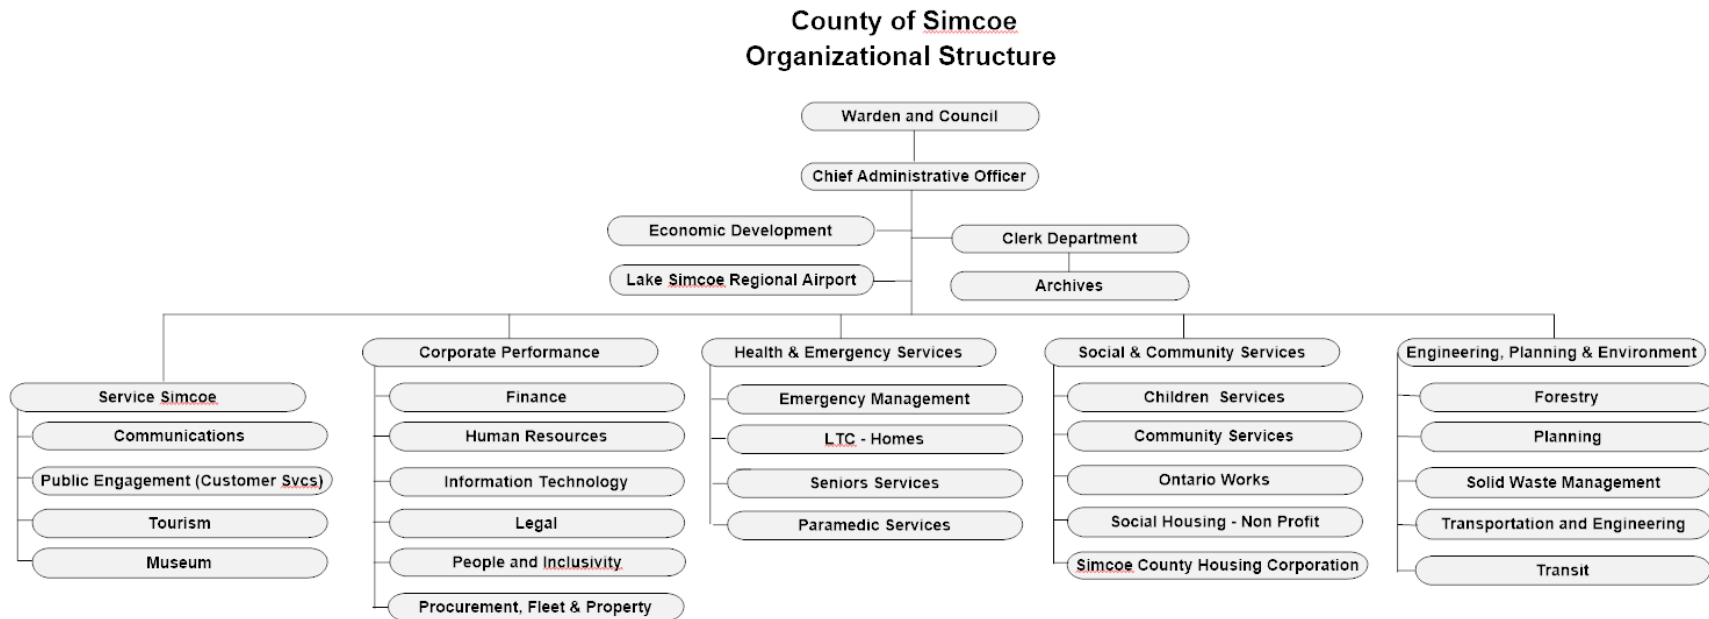 County of Simcoe
Organizational Structure
Warden and Council
Chief Administrative Officer
Economic Development
Clerk Department
Lake Simcoe Regional Airport
Archives
Service Simcoe
Communications
Public Engagement (Customer Svcs)
Tourism
Museum
Corporate Performance
Finance
Human Resources
Information Technology
Legal
People and Inclusivity
Procurement, Fleet & Property
Health & Emergency Services
Emergency Management
LTC - Homes
Seniors Services
Paramedic Services
Social & Community Services
Children Services
Community Services
Ontario Works
Social Housing - Non Profit
Simcoe County Housing Corporation
Engineering, Planning & Environment
Forestry
Planning
Solid Waste Management
Transportation and Engineering
Transit